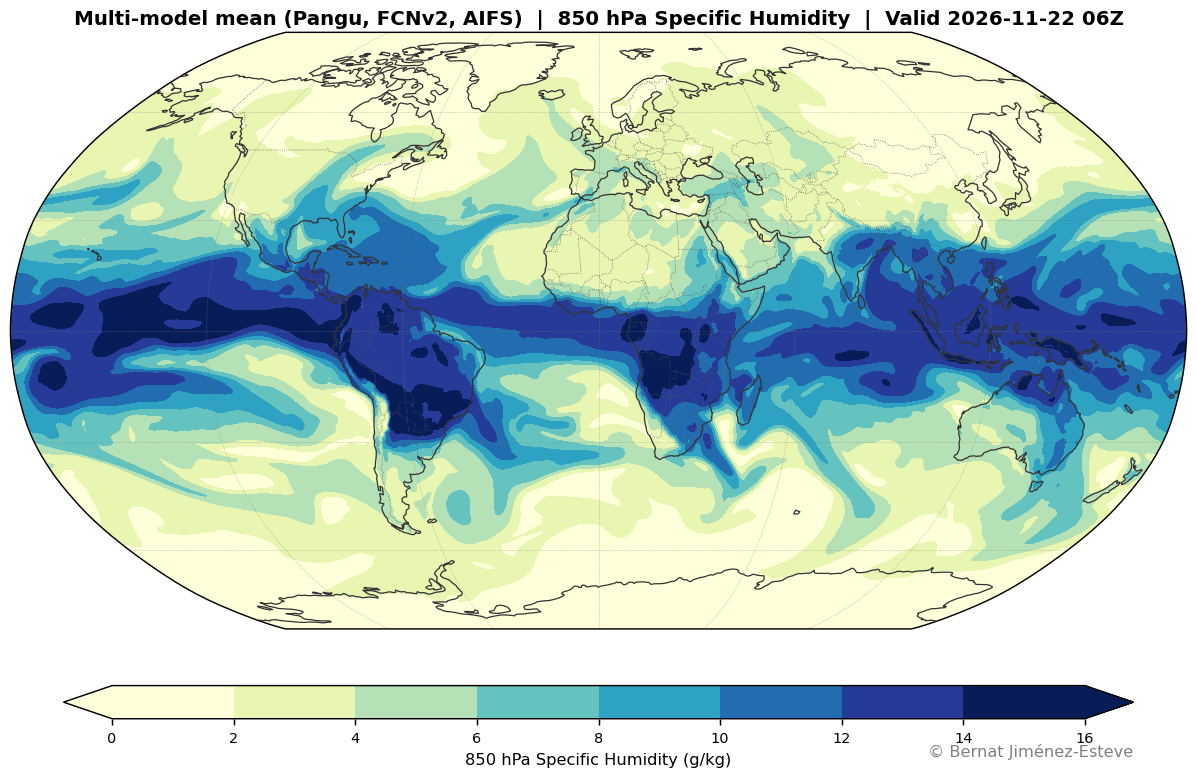 Multi-model mean (Pangu, FCNv2, AIFS)  |  850 hPa Specific Humidity  |  Valid 2026-11-22 06Z
0 2 4 6 8 10 12 14 16
850 hPa Specific Humidity (g/kg)
© Bernat Jiménez-Esteve